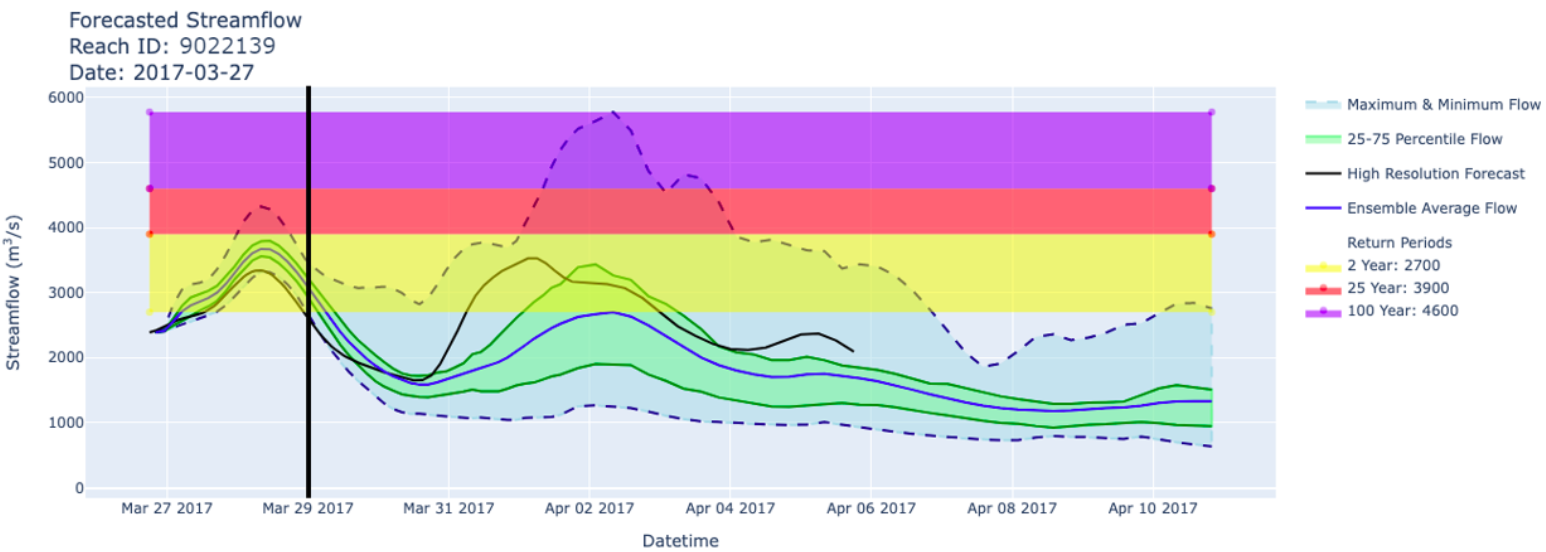 Forecasted Streamflow
Reach ID: 9022139
Date: 2017-03-27
6000
5000
4000
3000
2000
1000
0
Streamflow (m³/s)
Mar 27 2017
Mar 29 2017
Mar 31 2017
Apr 02 2017
Apr 04 2017
Apr 06 2017
Apr 08 2017
Apr 10 2017
Datetime
Maximum & Minimum Flow
25-75 Percentile Flow
High Resolution Forecast
Ensemble Average Flow
Return Periods
2 Year: 2700
25 Year: 3900
100 Year: 4600